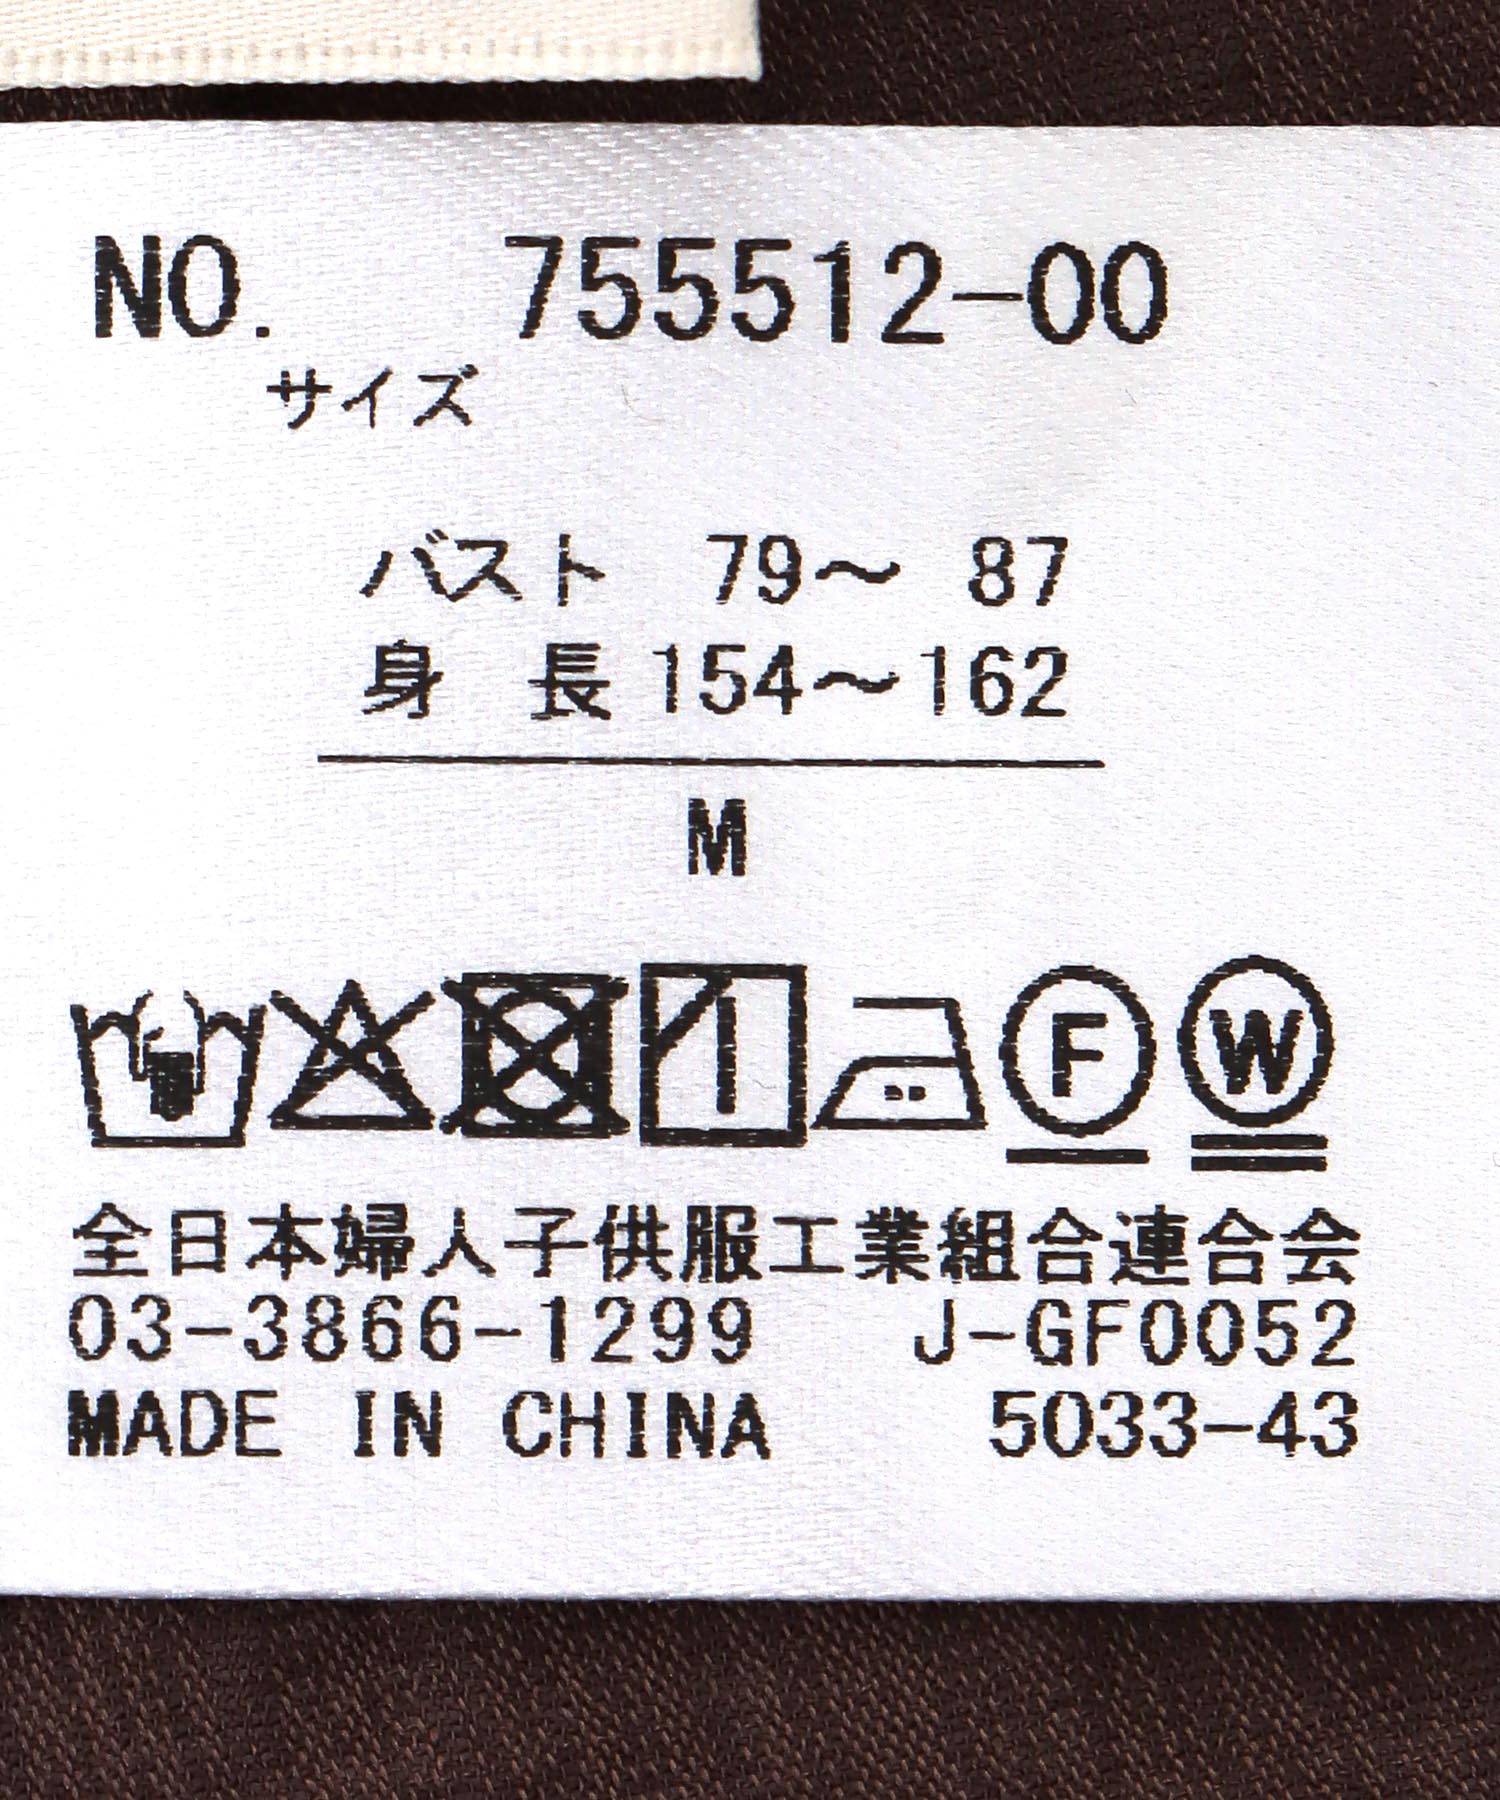 NO. 755512-00
サイズ
バスト 79～ 87
身 長 154～162
M
F W
全日本婦人子供服工業組合連合会
03-3866-1299 J-GF0052
MADE IN CHINA 5033-43